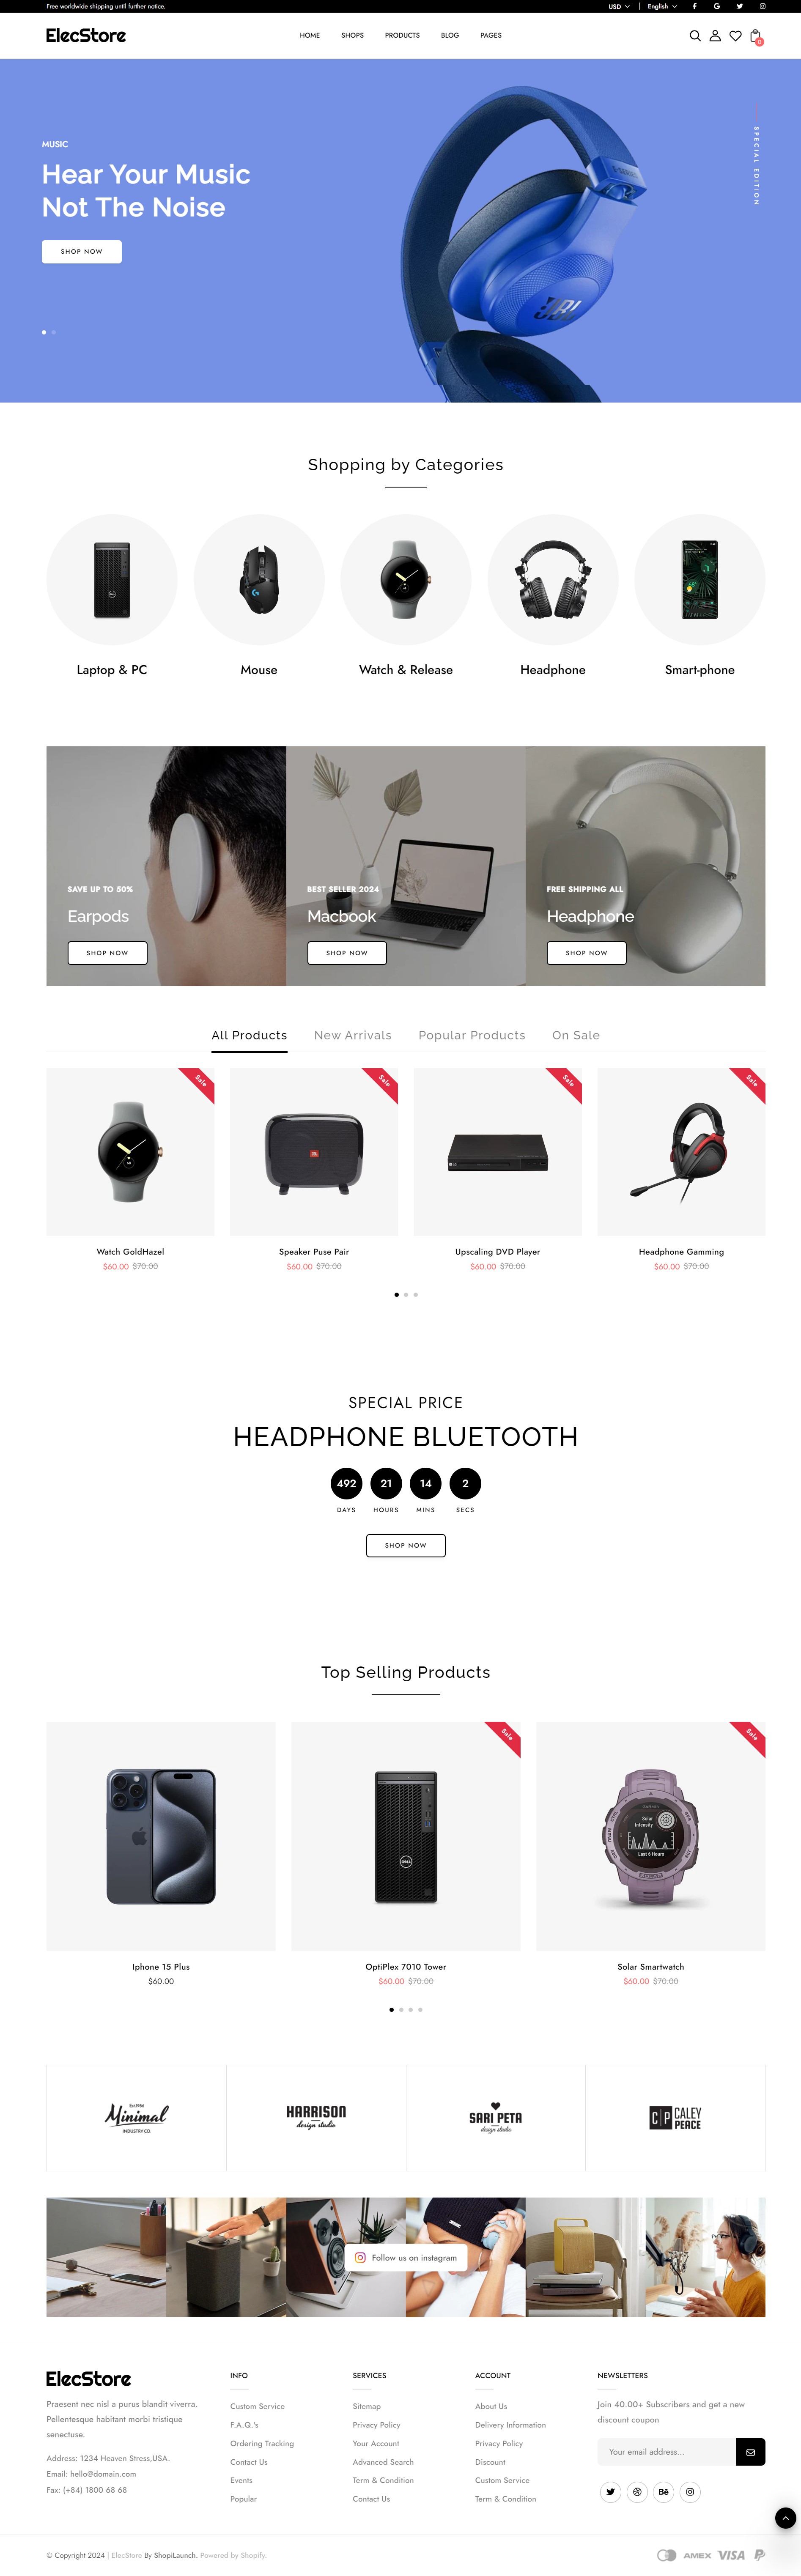 Free worldwide shipping until further notice.
USD
English
ElecStore
HOME
SHOPS
PRODUCTS
BLOG
PAGES
0
MUSIC
Hear Your Music
Not The Noise
SHOP NOW
SPECIAL EDITION
JBL
Shopping by Categories
Laptop & PC
Mouse
Watch & Release
Headphone
Smart-phone
SAVE UP TO 50%
Earpods
SHOP NOW
BEST SELLER 2024
Macbook
SHOP NOW
FREE SHIPPING ALL
Headphone
SHOP NOW
All Products
New Arrivals
Popular Products
On Sale
Sale
Sale
Sale
Sale
JBL
LG
Watch GoldHazel
$60.00 $70.00
Speaker Puse Pair
$60.00 $70.00
Upscaling DVD Player
$60.00 $70.00
Headphone Gamming
$60.00 $70.00
SPECIAL PRICE
HEADPHONE BLUETOOTH
492
21
14
2
DAYS
HOURS
MINS
SECS
SHOP NOW
Top Selling Products
Sale
Sale
DELL
Solar
Intensity
Last 6 Hours
Iphone 15 Plus
$60.00
OptiPlex 7010 Tower
$60.00 $70.00
Solar Smartwatch
$60.00 $70.00
Est 1986
Minimal
INDUSTRY CO.
HARRISON
design studio
SARI PETA
design studio
CP CALEY
PEACE
Follow us on instagram
ElecStore
Praesent nec nisl a purus blandit viverra.
Pellentesque habitant morbi tristique
senectuse.
Address: 1234 Heaven Stress,USA.
Email: hello@domain.com
Fax: (+84) 1800 68 68
INFO
Custom Service
F.A.Q.'s
Ordering Tracking
Contact Us
Events
Popular
SERVICES
Sitemap
Privacy Policy
Your Account
Advanced Search
Term & Condition
Contact Us
ACCOUNT
About Us
Delivery Information
Privacy Policy
Discount
Custom Service
Term & Condition
NEWSLETTERS
Join 40.00+ Subscribers and get a new
discount coupon
Your email address...
Bē
© Copyright 2024 | ElecStore By ShopiLaunch. Powered by Shopify.
AMEX
VISA